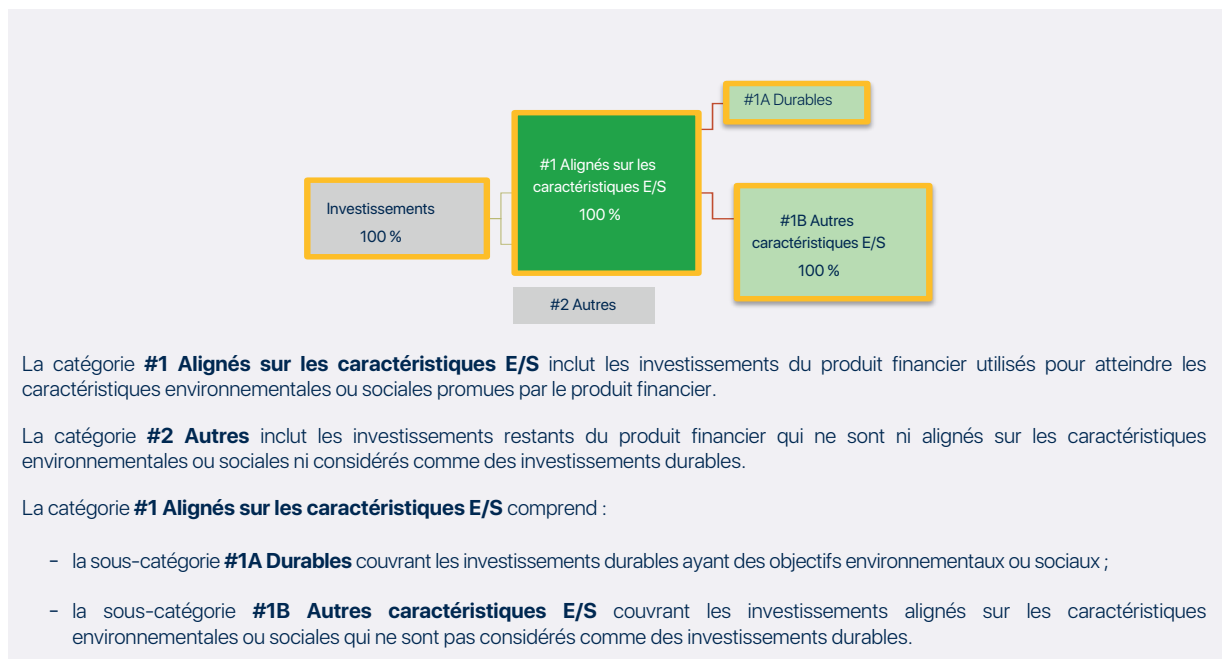 #1A Durables
#1 Alignés sur les
caractéristiques E/S
100 %
Investissements
100 %
#1B Autres
caractéristiques E/S
100 %
#2 Autres
La catégorie #1 Alignés sur les caractéristiques E/S inclut les investissements du produit financier utilisés pour atteindre les
caractéristiques environnementales ou sociales promues par le produit financier.
La catégorie #2 Autres inclut les investissements restants du produit financier qui ne sont ni alignés sur les caractéristiques
environnementales ou sociales ni considérés comme des investissements durables.
La catégorie #1 Alignés sur les caractéristiques E/S comprend :
- la sous-catégorie #1A Durables couvrant les investissements durables ayant des objectifs environnementaux ou sociaux ;
- la sous-catégorie #1B Autres caractéristiques E/S couvrant les investissements alignés sur les caractéristiques
environnementales ou sociales qui ne sont pas considérés comme des investissements durables.